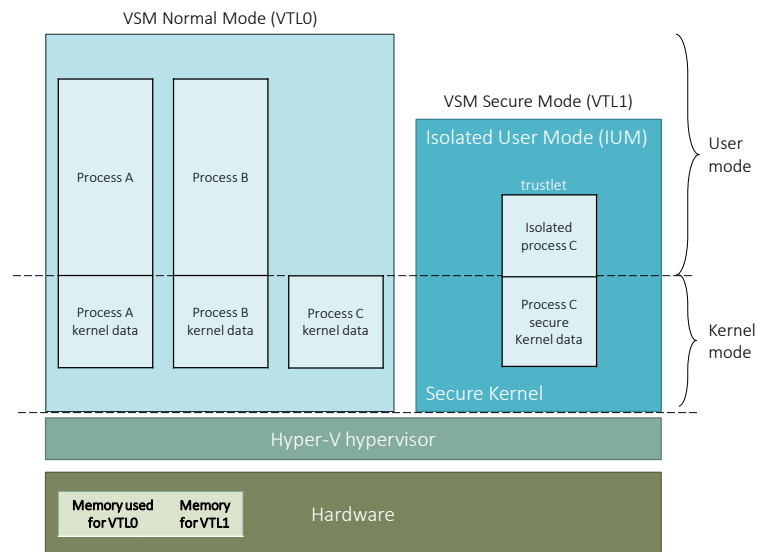 VSM Normal Mode (VTL0)
VSM Secure Mode (VTL1)
Isolated User Mode (IUM)
User
mode
trustlet
Process A
Process B
Isolated
process C
Process A
kernel data
Process B
kernel data
Process C
kernel data
Process C
secure
Kernel data
Kernel
mode
Secure Kernel
Hyper-V hypervisor
Memory used
for VTL0
Memory
for VTL1
Hardware